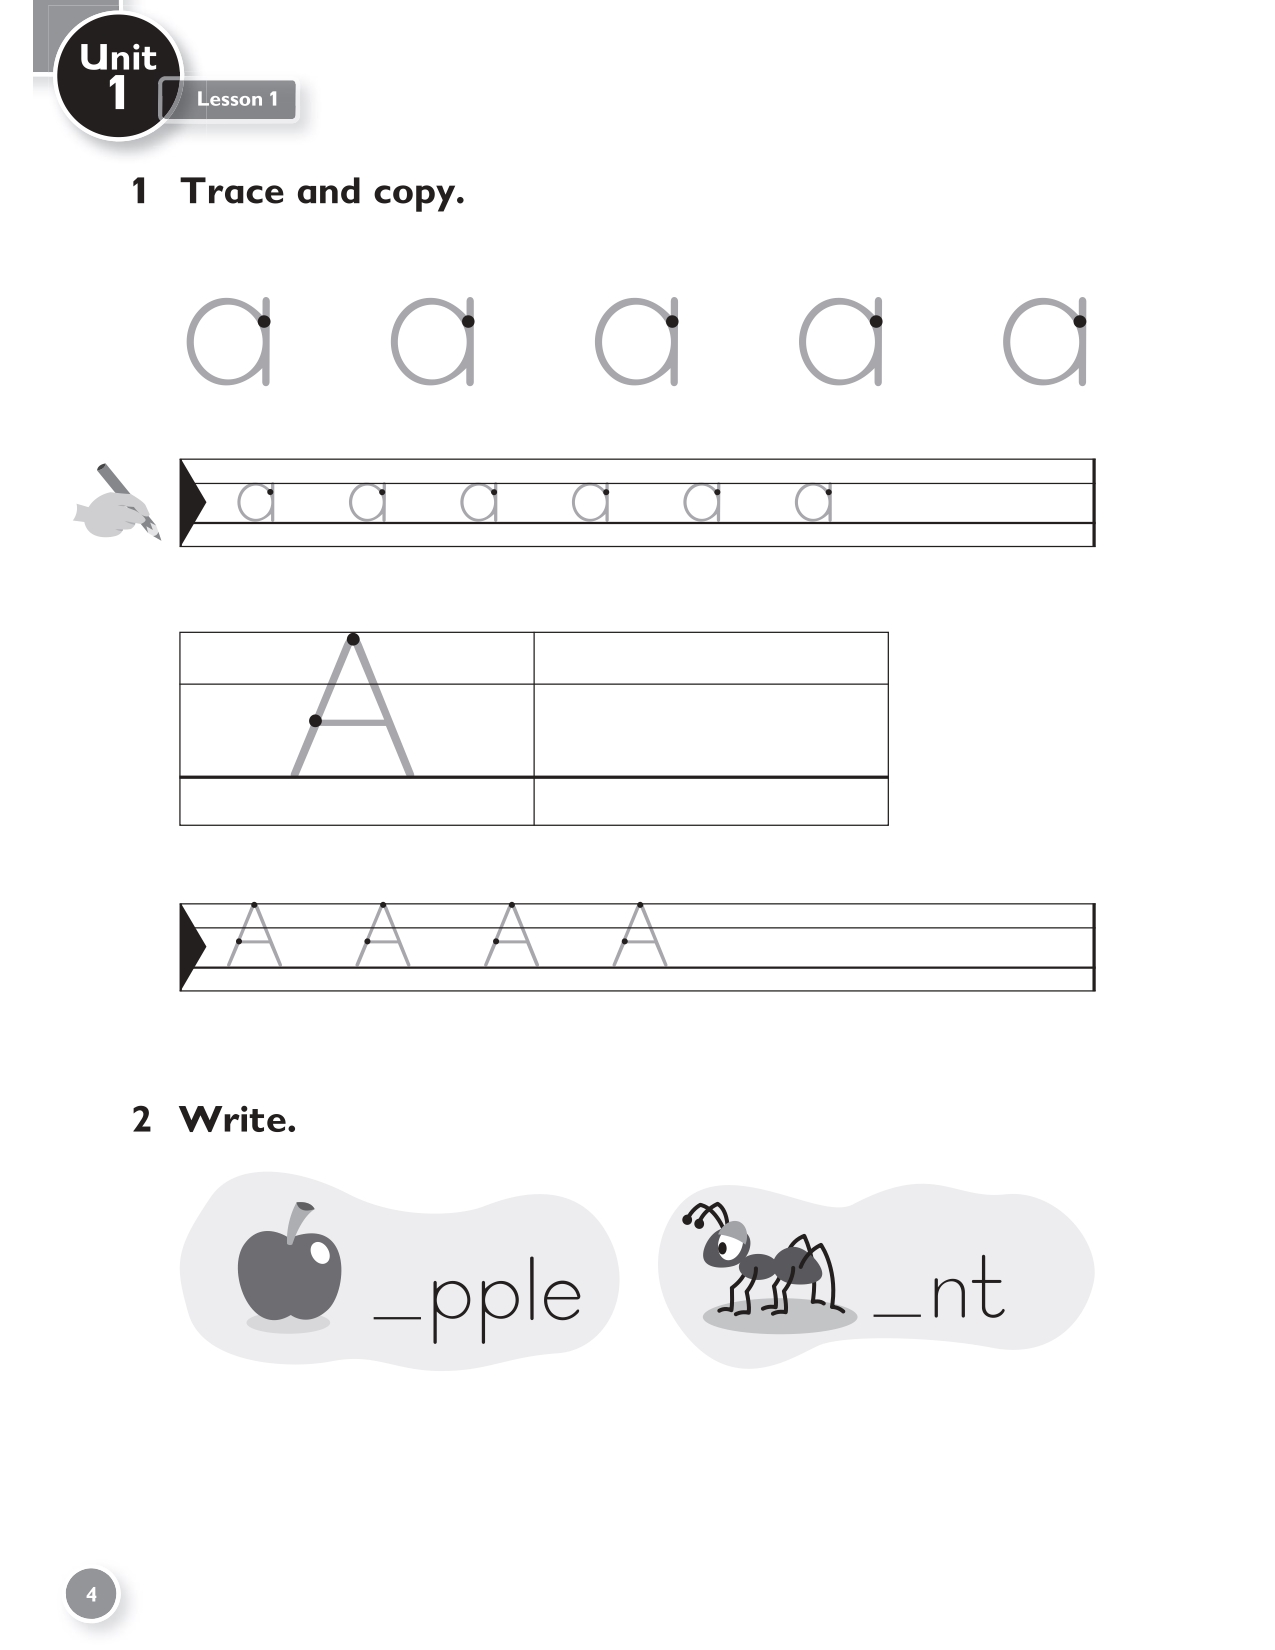 Unit
1
Lesson 1
1 Trace and copy.
a a a a a
a a a a a a
A
A A A A
2 Write.
_pple _nt
4